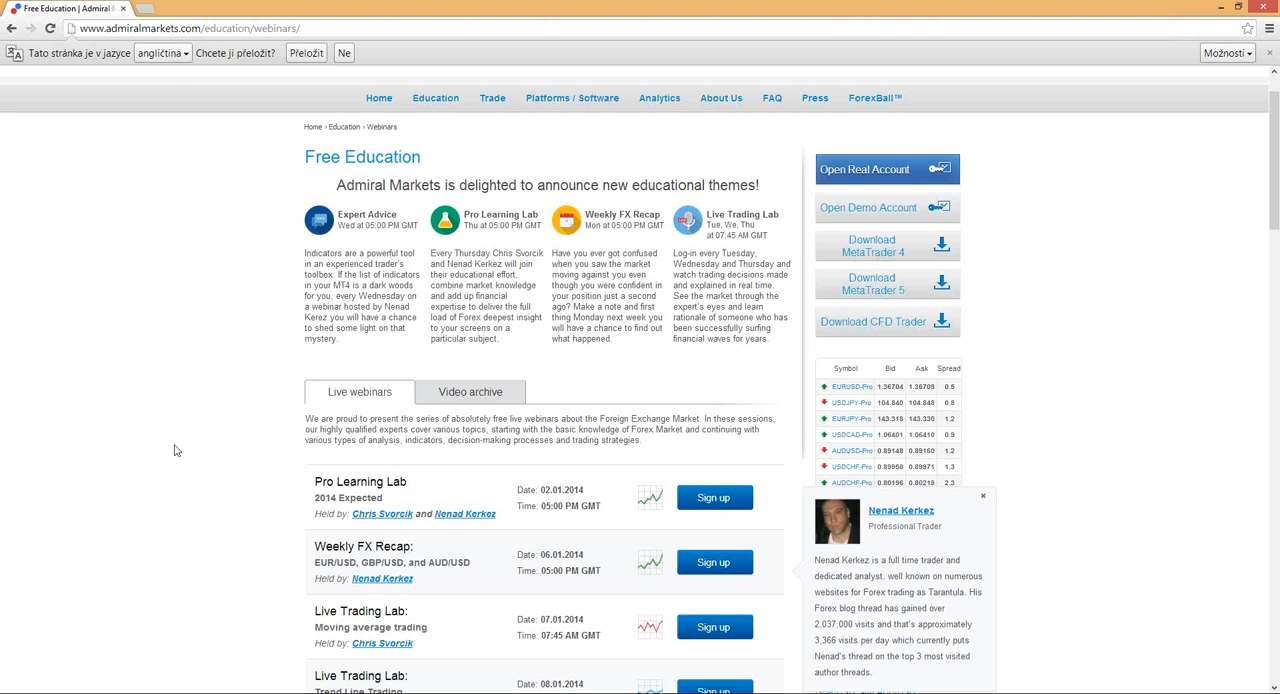 Free Education | Admiral M
www.admiralmarkets.com/education/webinars/
Tato stránka je v jazyce angličtina Chcete ji přeložit? Přeložit Ne Možnosti
Home Education Trade Platforms / Software Analytics About Us FAQ Press ForexBall™
Home › Education › Webinars
Free Education
Admiral Markets is delighted to announce new educational themes!
Expert Advice
Wed at 05:00 PM GMT
Indicators are a powerful tool
in an experienced trader's
toolbox. If the list of indicators
in your MT4 is a dark woods
for you, every Wednesday on
a webinar hosted by Nenad
Kerez you will have a chance
to shed some light on that
mystery.
Pro Learning Lab
Thu at 05:00 PM GMT
Every Thursday Chris Svorcik
and Nenad Kerkez will join
their educational effort,
combine market knowledge
and add up financial
expertise to deliver the full
load of Forex deepest insight
to your screens on a
particular subject.
Weekly FX Recap
Mon at 05:00 PM GMT
Have you ever got confused
when you saw the market
moving against you even
though you were confident in
your position just a second
ago? Make a note and first
thing Monday next week you
will have a chance to find out
what happened.
LIVE
Live Trading Lab
Tue, We, Thu
at 07:45 AM GMT
Log-in every Tuesday,
Wednesday and Thursday and
watch trading decisions made
and explained in real time.
See the market through the
expert's eyes and learn
rationale of someone who has
been successfully surfing
financial waves for years.
Live webinars Video archive
We are proud to present the series of absolutely free live webinars about the Foreign Exchange Market. In these sessions,
our highly qualified experts cover various topics, starting with the basic knowledge of Forex Market and continuing with
various types of analysis, indicators, decision-making processes and trading strategies.
Pro Learning Lab
2014 Expected
Held by: Chris Svorcik and Nenad Kerkez
Date: 02.01.2014
Time: 05:00 PM GMT
Sign up
Weekly FX Recap:
EUR/USD, GBP/USD, and AUD/USD
Held by: Nenad Kerkez
Date: 06.01.2014
Time: 05:00 PM GMT
Sign up
Live Trading Lab:
Moving average trading
Held by: Chris Svorcik
Date: 07.01.2014
Time: 07:45 AM GMT
Sign up
Live Trading Lab:
Trend Line Trading
Date: 08.01.2014
Sign up
Open Real Account
Open Demo Account
Download
MetaTrader 4
Download
MetaTrader 5
Download CFD Trader
Symbol Bid Ask Spread
EURUSD-Pro 1.36704 1.36709 0.5
USDJPY-Pro 104.840 104.848 0.8
EURJPY-Pro 143.318 143.330 1.2
USDCAD-Pro 1.06401 1.06410 0.9
AUDUSD-Pro 0.89148 0.89160 1.2
USDCHF-Pro 0.89958 0.89971 1.3
AUDCHF-Pro 0.80196 0.80219 2.3
Nenad Kerkez
Professional Trader
Nenad Kerkez is a full time trader and
dedicated analyst, well known on numerous
websites for Forex trading as Tarantula. His
Forex blog thread has gained over
2,037,000 visits and that's approximately
3,366 visits per day which currently puts
Nenad's thread on the top 3 most visited
author threads.